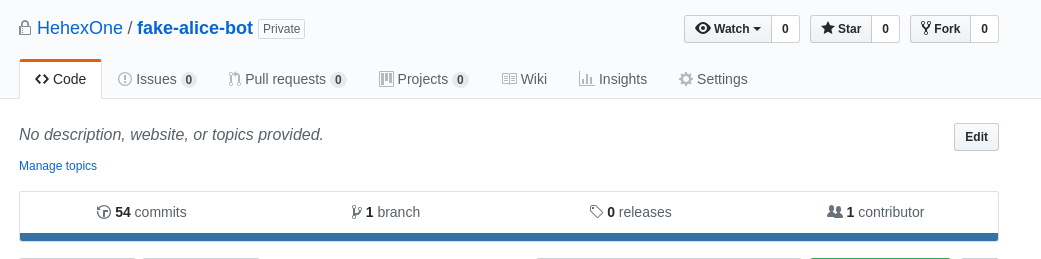 HehexOne / fake-alice-bot Private Watch 0 Star 0 Fork 0
Code Issues 0 Pull requests 0 Projects 0 Wiki Insights Settings
No description, website, or topics provided. Edit
Manage topics
54 commits 1 branch 0 releases 1 contributor